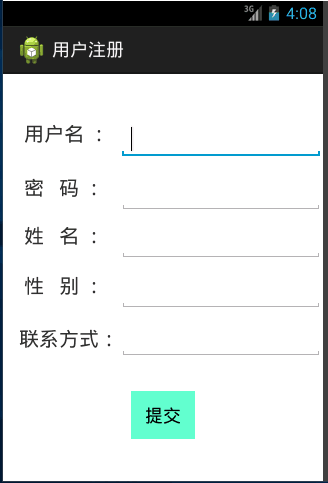 3G 4:08
用户注册
用户名 ：
密 码 ：
姓 名 ：
性 别 ：
联系方式：
提交